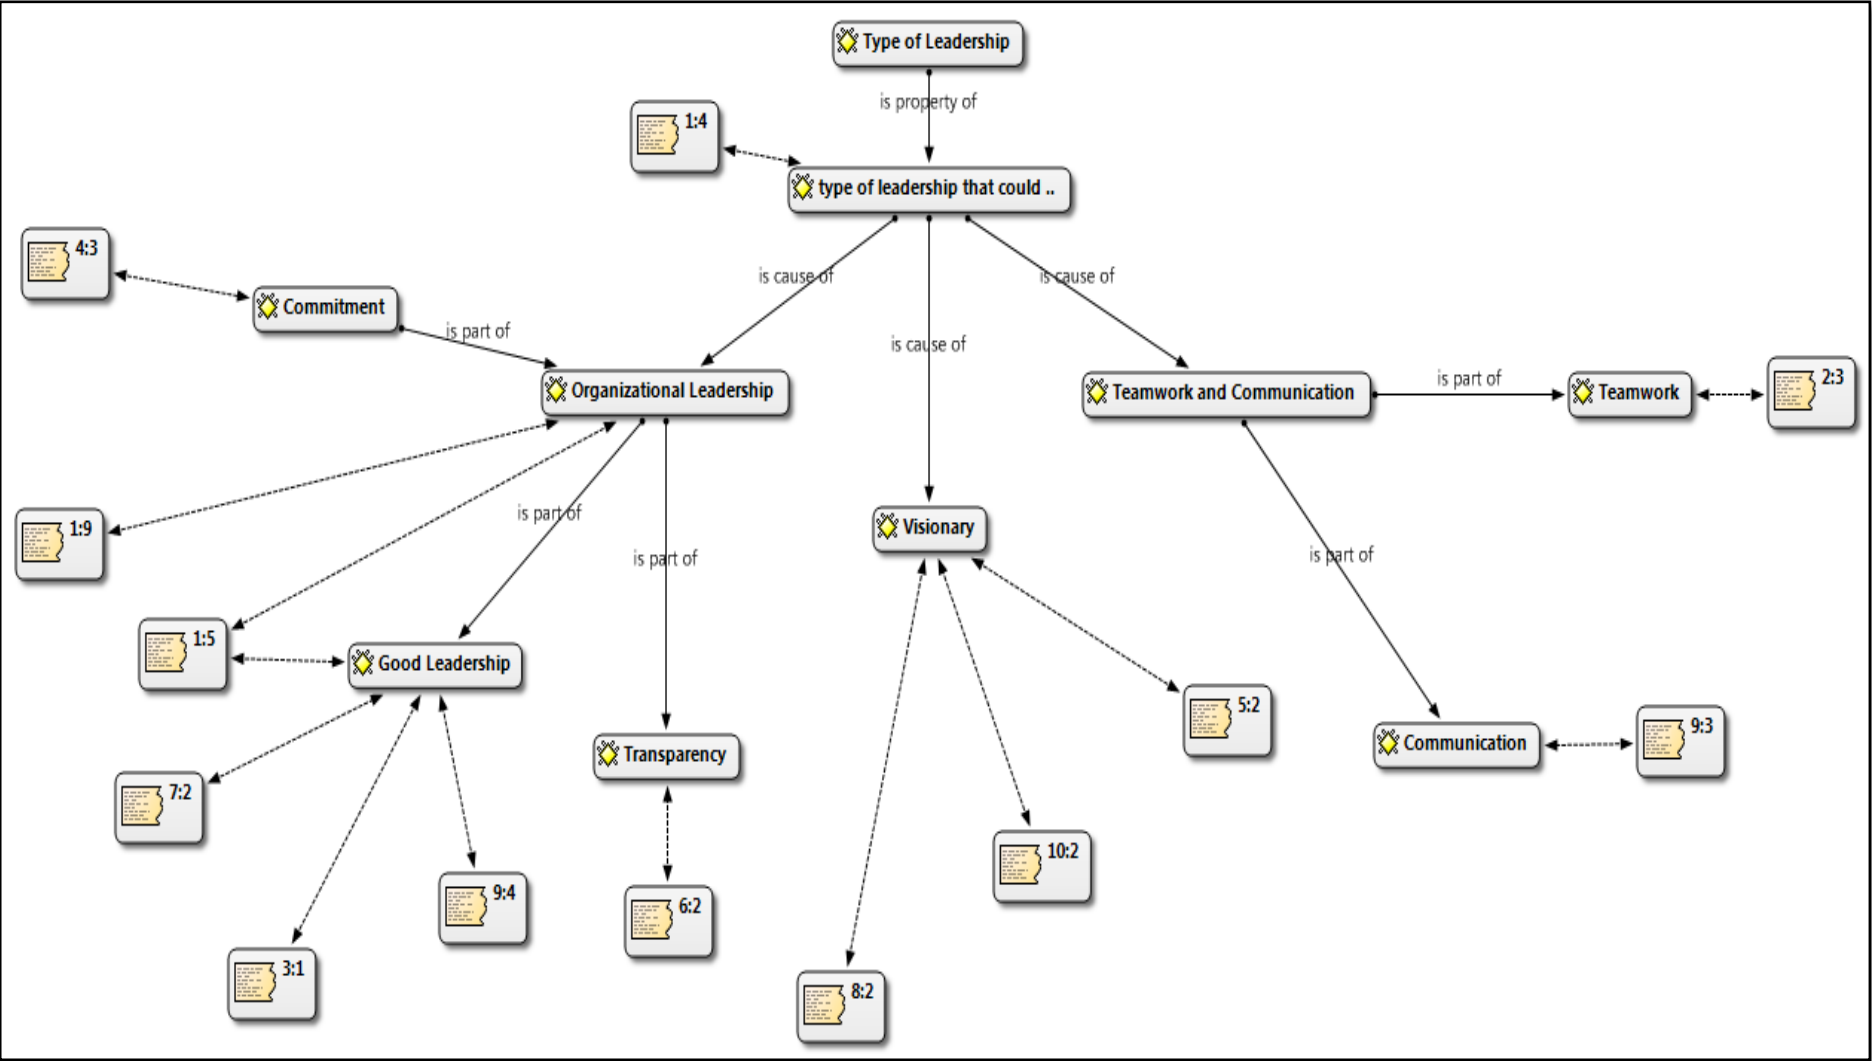 Type of Leadership
is property of
1:4
type of leadership that could ..
4:3
is cause of
is cause of
Commitment
is part of
is cause of
Organizational Leadership
Teamwork and Communication
is part of
Teamwork
2:3
1:9
is part of
is part of
Visionary
is part of
1:5
Good Leadership
5:2
Transparency
Communication
9:3
7:2
10:2
9:4
6:2
3:1
8:2